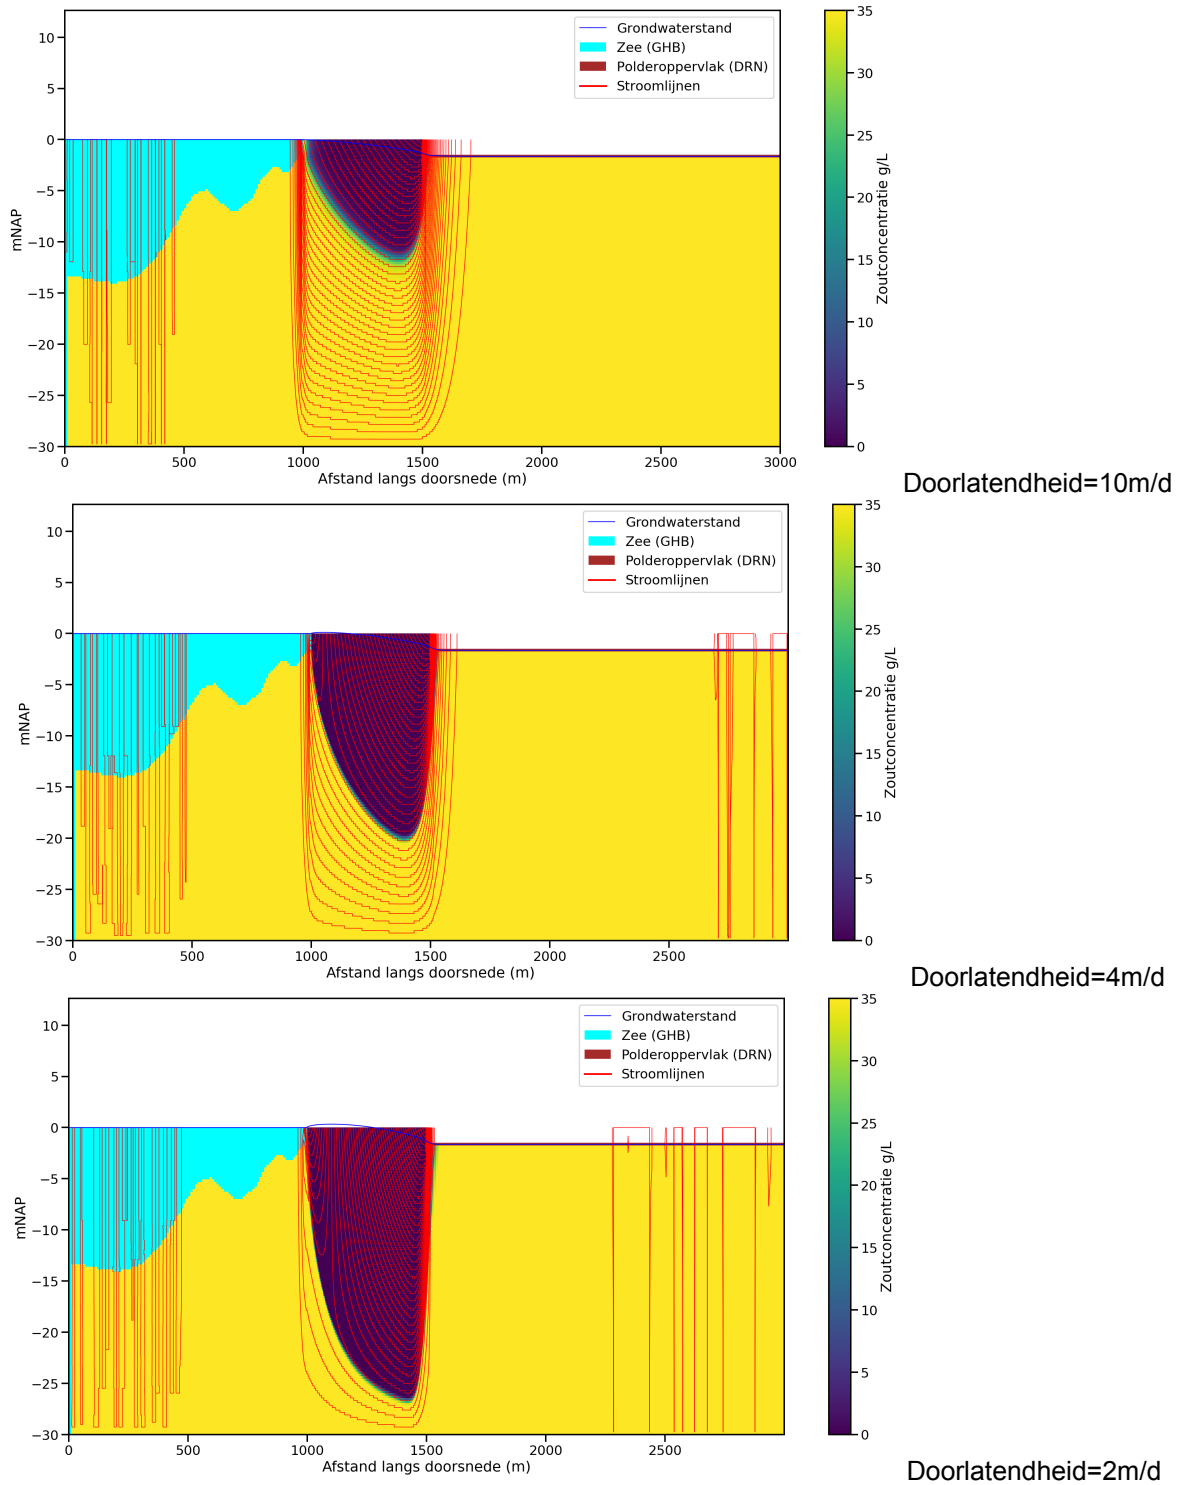 Grondwaterstand
Zee (GHB)
Polderoppervlak (DRN)
Stroomlijnen
10
5
0
−5
−10
−15
−20
−25
−30
mNAP
0 500 1000 1500 2000 2500 3000
Afstand langs doorsnede (m)
35
30
25
20
15
10
5
0
Zoutconcentratie g/L
Doorlatendheid=10m/d
Grondwaterstand
Zee (GHB)
Polderoppervlak (DRN)
Stroomlijnen
10
5
0
−5
−10
−15
−20
−25
−30
mNAP
0 500 1000 1500 2000 2500
Afstand langs doorsnede (m)
35
30
25
20
15
10
5
0
Zoutconcentratie g/L
Doorlatendheid=4m/d
Grondwaterstand
Zee (GHB)
Polderoppervlak (DRN)
Stroomlijnen
10
5
0
−5
−10
−15
−20
−25
−30
mNAP
0 500 1000 1500 2000 2500
Afstand langs doorsnede (m)
35
30
25
20
15
10
5
0
Zoutconcentratie g/L
Doorlatendheid=2m/d